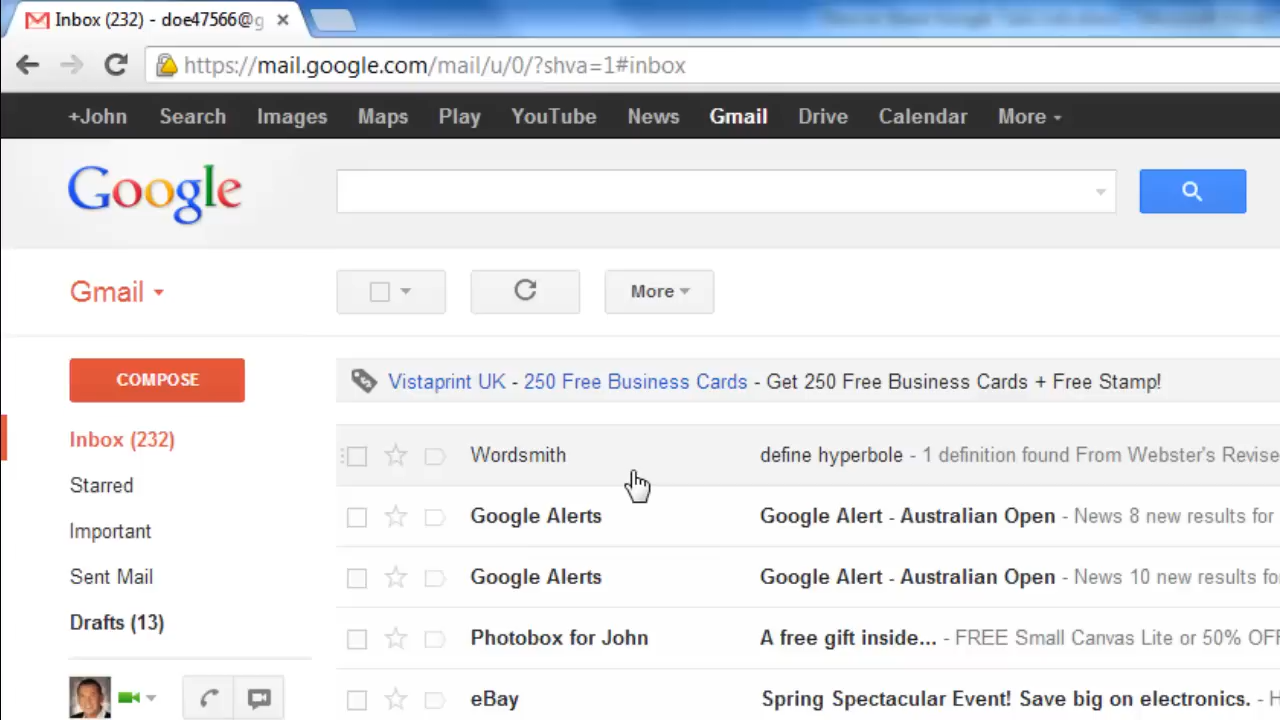 Inbox (232) - doe47566@g
https://mail.google.com/mail/u/0/?shva=1#inbox
+John Search Images Maps Play YouTube News Gmail Drive Calendar More
Google
Gmail More
COMPOSE
Vistaprint UK - 250 Free Business Cards - Get 250 Free Business Cards + Free Stamp!
Inbox (232)
Wordsmith define hyperbole - 1 definition found From Webster's Revise
Starred
Google Alerts Google Alert - Australian Open - News 8 new results for
Important
Sent Mail
Google Alerts Google Alert - Australian Open - News 10 new results fo
Drafts (13)
Photobox for John A free gift inside... - FREE Small Canvas Lite or 50% OFF
eBay Spring Spectacular Event! Save big on electronics. - H